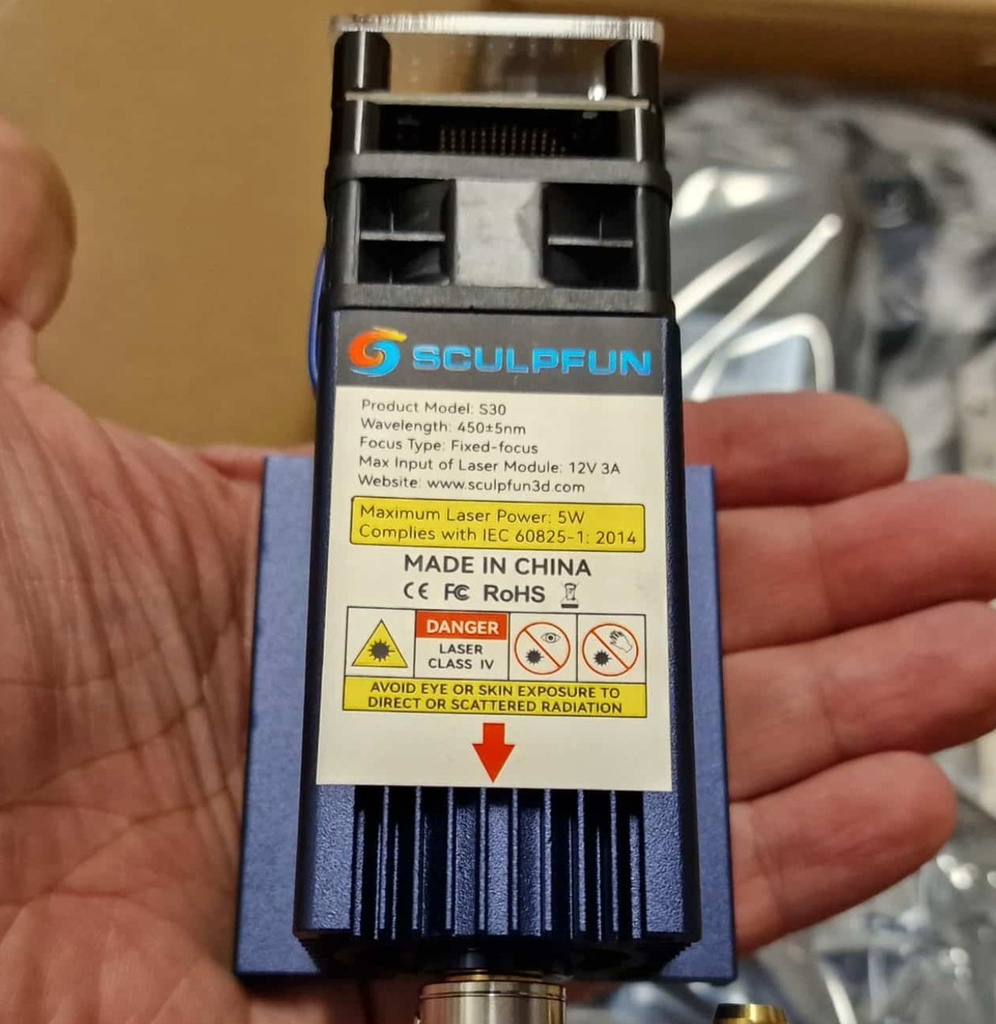 SCULPFUN
Product Model: S30
Wavelength: 450±5nm
Focus Type: Fixed-focus
Max Input of Laser Module: 12V 3A
Website: www.sculpfun3d.com
Maximum Laser Power: 5W
Complies with IEC 60825-1: 2014
MADE IN CHINA
CE FC RoHS
DANGER
LASER
CLASS IV
AVOID EYE OR SKIN EXPOSURE TO
DIRECT OR SCATTERED RADIATION